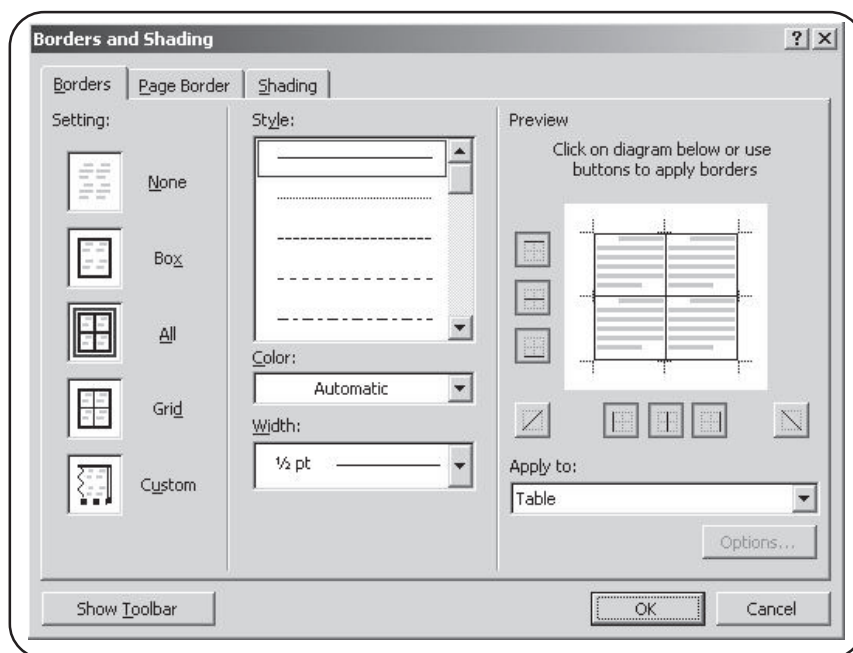 Borders and Shading
Borders
Page Border
Shading
Setting:
None
Box
All
Grid
Custom
Style:
Color:
Automatic
Width:
½ pt
Preview
Click on diagram below or use
buttons to apply borders
Apply to:
Table
Options...
Show Toolbar
OK
Cancel